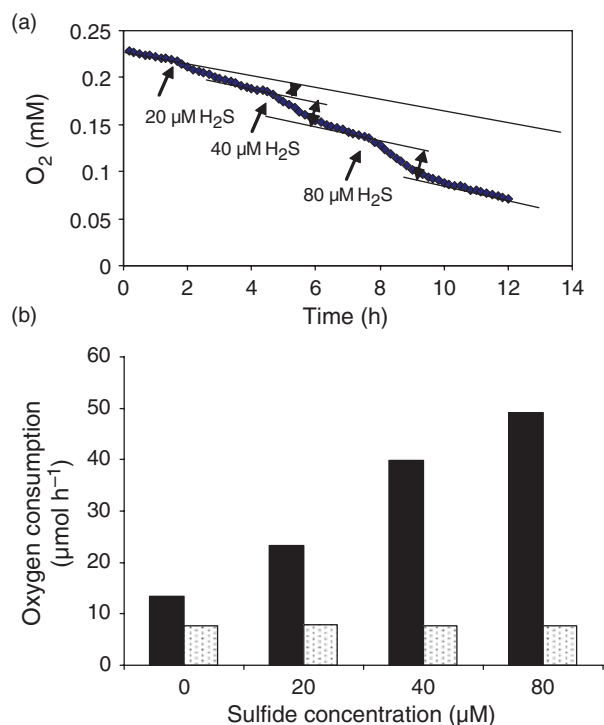 (a)
0.25
0.2
0.15
0.1
0.05
0
O₂ (mM)
20 µM H₂S
40 µM H₂S
80 µM H₂S
0 2 4 6 8 10 12 14
Time (h)
(b)
60
50
40
30
20
10
0
Oxygen consumption
(µmol h⁻¹)
0 20 40 80
Sulfide concentration (µM)